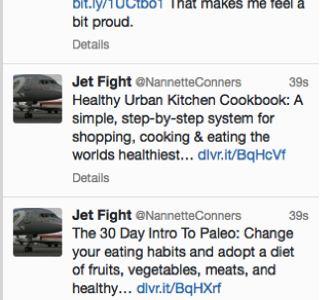 bit.ly/1UCtbo1 That makes me feel a
bit proud.
Details
Jet Fight @NannetteConners 39s
Healthy Urban Kitchen Cookbook: A
simple, step-by-step system for
shopping, cooking & eating the
worlds healthiest… dlvr.it/BqHcVf
Details
Jet Fight @NannetteConners 39s
The 30 Day Intro To Paleo: Change
your eating habits and adopt a diet
of fruits, vegetables, meats, and
healthy… dlvr.it/BqHXrf